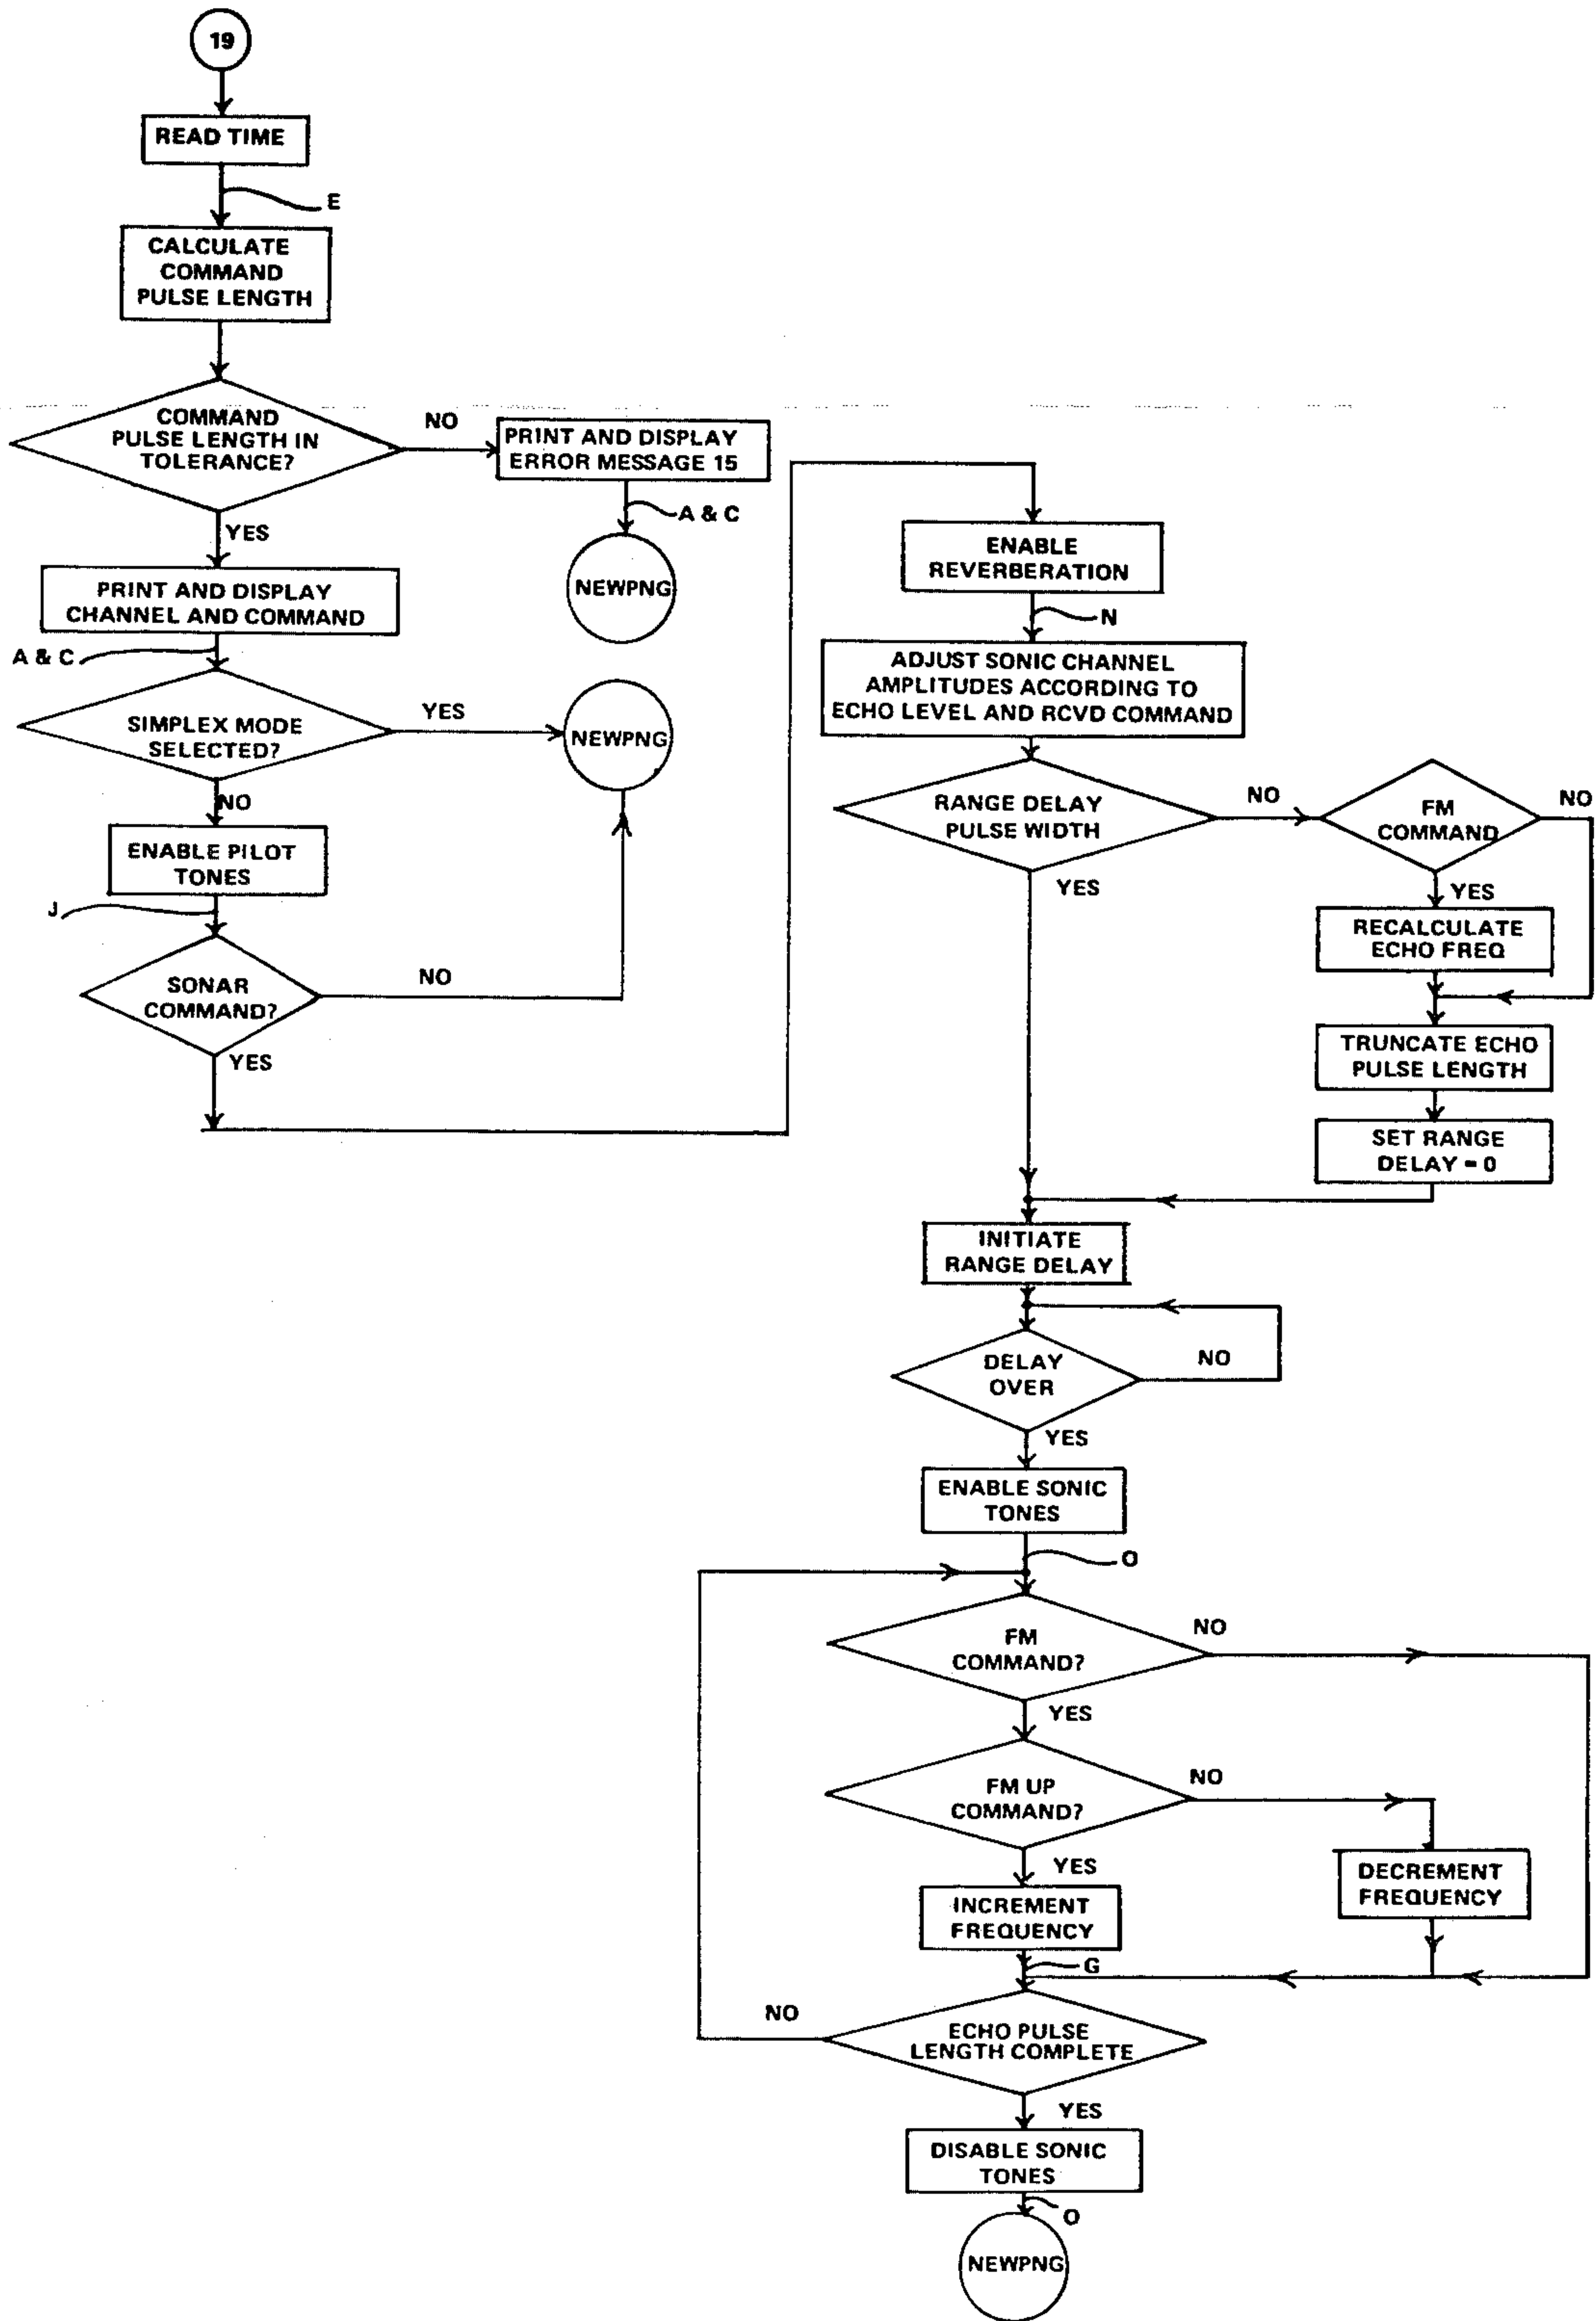 19
READ TIME
E
CALCULATE
COMMAND
PULSE LENGTH
COMMAND
PULSE LENGTH IN
TOLERANCE?
NO
PRINT AND DISPLAY
ERROR MESSAGE 15
A & C
NEWPNG
YES
PRINT AND DISPLAY
CHANNEL AND COMMAND
A & C
SIMPLEX MODE
SELECTED?
YES
NEWPNG
NO
ENABLE PILOT
TONES
J
SONAR
COMMAND?
NO
YES
ENABLE
REVERBERATION
N
ADJUST SONIC CHANNEL
AMPLITUDES ACCORDING TO
ECHO LEVEL AND RCVD COMMAND
RANGE DELAY
PULSE WIDTH
NO
FM
COMMAND
NO
YES
YES
RECALCULATE
ECHO FREQ
TRUNCATE ECHO
PULSE LENGTH
SET RANGE
DELAY = 0
INITIATE
RANGE DELAY
DELAY
OVER
NO
YES
ENABLE SONIC
TONES
O
FM
COMMAND?
NO
YES
FM UP
COMMAND?
NO
YES
DECREMENT
FREQUENCY
INCREMENT
FREQUENCY
G
NO
ECHO PULSE
LENGTH COMPLETE
YES
DISABLE SONIC
TONES
O
NEWPNG